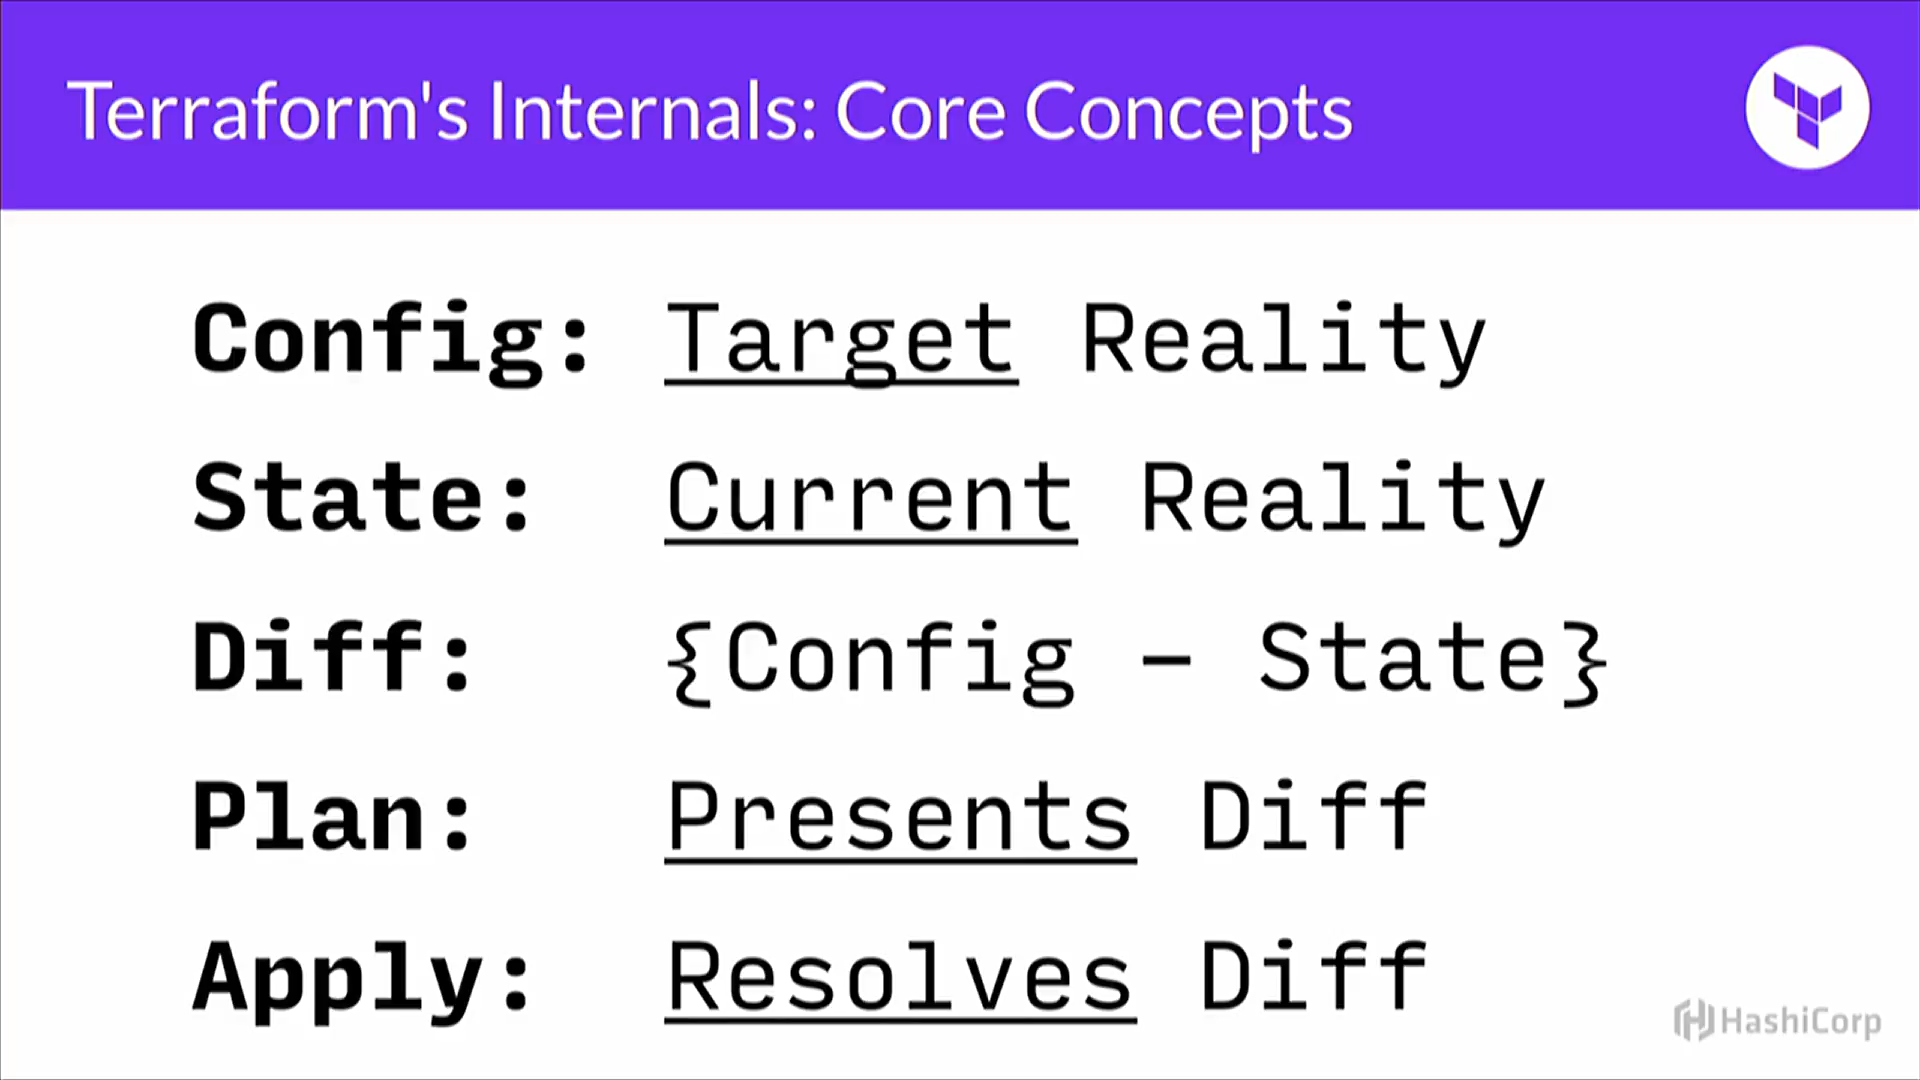 Terraform's Internals: Core Concepts
Config: Target Reality
State: Current Reality
Diff: {Config - State}
Plan: Presents Diff
Apply: Resolves Diff
HashiCorp